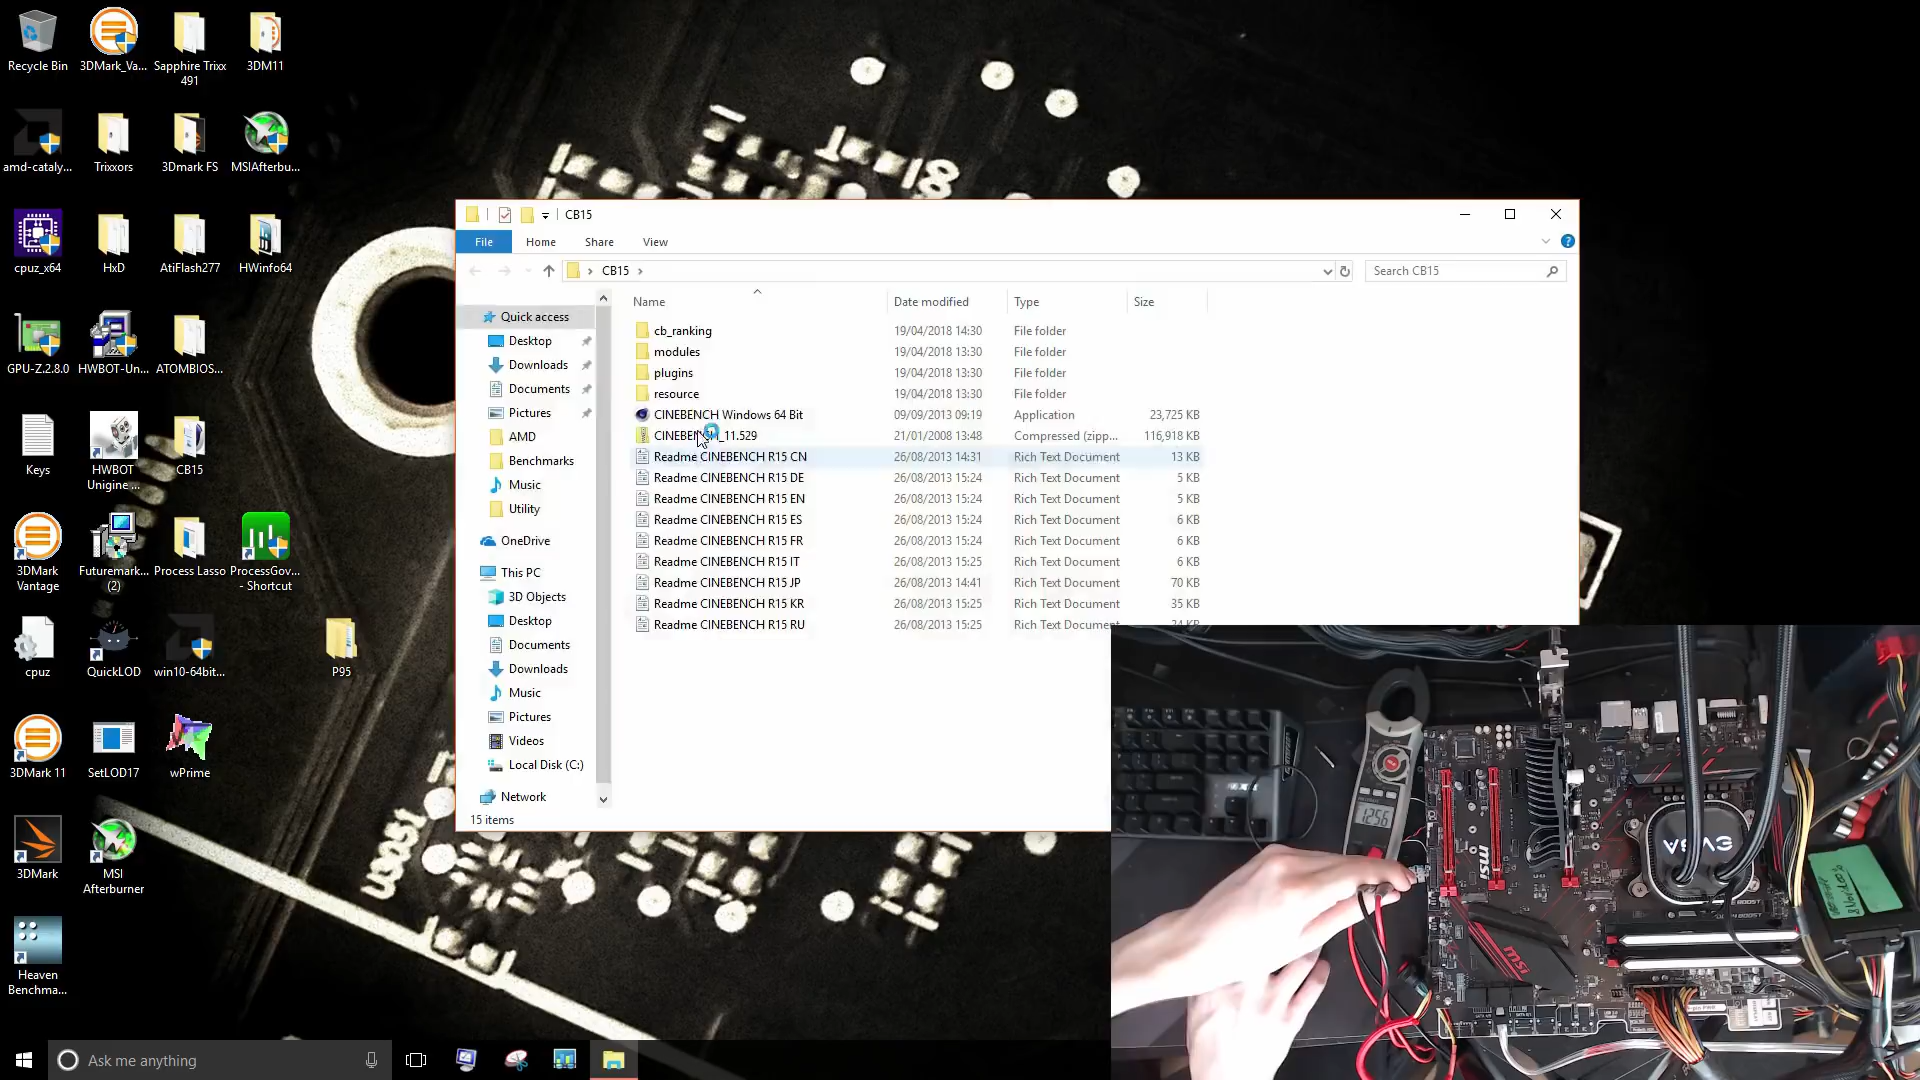 Recycle Bin
3DMark_Va...
Sapphire Trixx
491
3DM11
amd-cataly...
Trixxors
3Dmark FS
MSIAfterbu...
cpuz_x64
HxD
AtiFlash277
HWinfo64
GPU-Z.2.8.0
HWBOT-Un...
ATOMBIOS...
Keys
HWBOT
Unigine ...
CB15
3DMark
Vantage
Futuremark...
(2)
Process Lasso
ProcessGov...
- Shortcut
cpuz
QuickLOD
win10-64bit...
P95
3DMark 11
SetLOD17
wPrime
3DMark
MSI
Afterburner
Heaven
Benchma...
CB15
File
Home
Share
View
CB15
Search CB15
Quick access
Desktop
Downloads
Documents
Pictures
AMD
Benchmarks
Music
Utility
OneDrive
This PC
3D Objects
Desktop
Documents
Downloads
Music
Pictures
Videos
Local Disk (C:)
Network
Name Date modified Type Size
cb_ranking 19/04/2018 14:30 File folder
modules 19/04/2018 13:30 File folder
plugins 19/04/2018 13:30 File folder
resource 19/04/2018 13:30 File folder
CINEBENCH Windows 64 Bit 09/09/2013 09:19 Application 23,725 KB
CINEBENCH_11.529 21/01/2008 13:48 Compressed (zipp... 116,918 KB
Readme CINEBENCH R15 CN 26/08/2013 14:31 Rich Text Document 13 KB
Readme CINEBENCH R15 DE 26/08/2013 15:24 Rich Text Document 5 KB
Readme CINEBENCH R15 EN 26/08/2013 15:24 Rich Text Document 5 KB
Readme CINEBENCH R15 ES 26/08/2013 15:24 Rich Text Document 6 KB
Readme CINEBENCH R15 FR 26/08/2013 15:24 Rich Text Document 6 KB
Readme CINEBENCH R15 IT 26/08/2013 15:25 Rich Text Document 6 KB
Readme CINEBENCH R15 JP 26/08/2013 14:41 Rich Text Document 70 KB
Readme CINEBENCH R15 KR 26/08/2013 15:25 Rich Text Document 35 KB
Readme CINEBENCH R15 RU 26/08/2013 15:25 Rich Text Document 24 KB
15 items
EVGA
msi
msi
Ask me anything